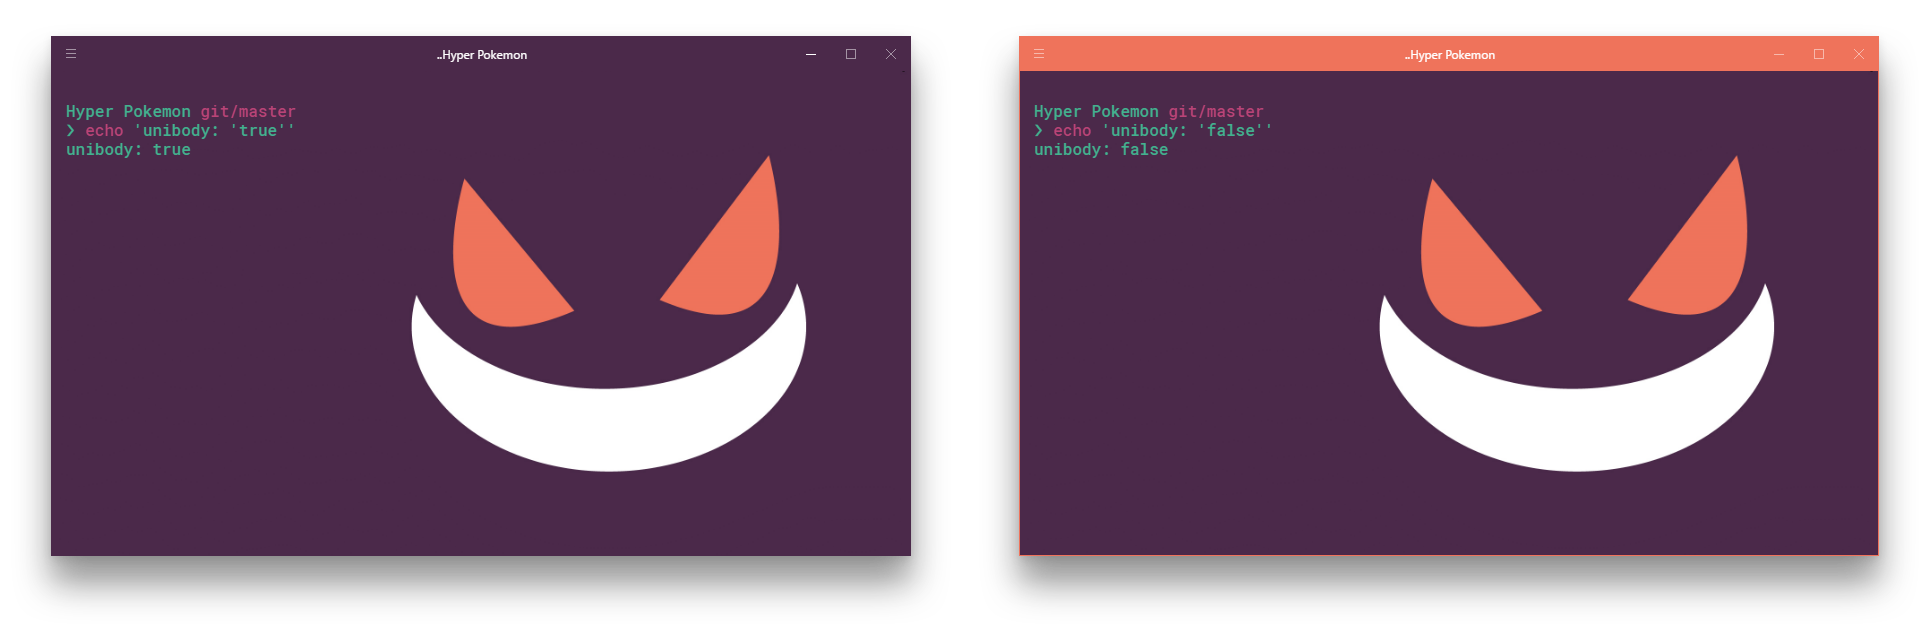 ..Hyper Pokemon
Hyper Pokemon git/master
❯ echo 'unibody: 'true''
unibody: true
..Hyper Pokemon
Hyper Pokemon git/master
❯ echo 'unibody: 'false''
unibody: false